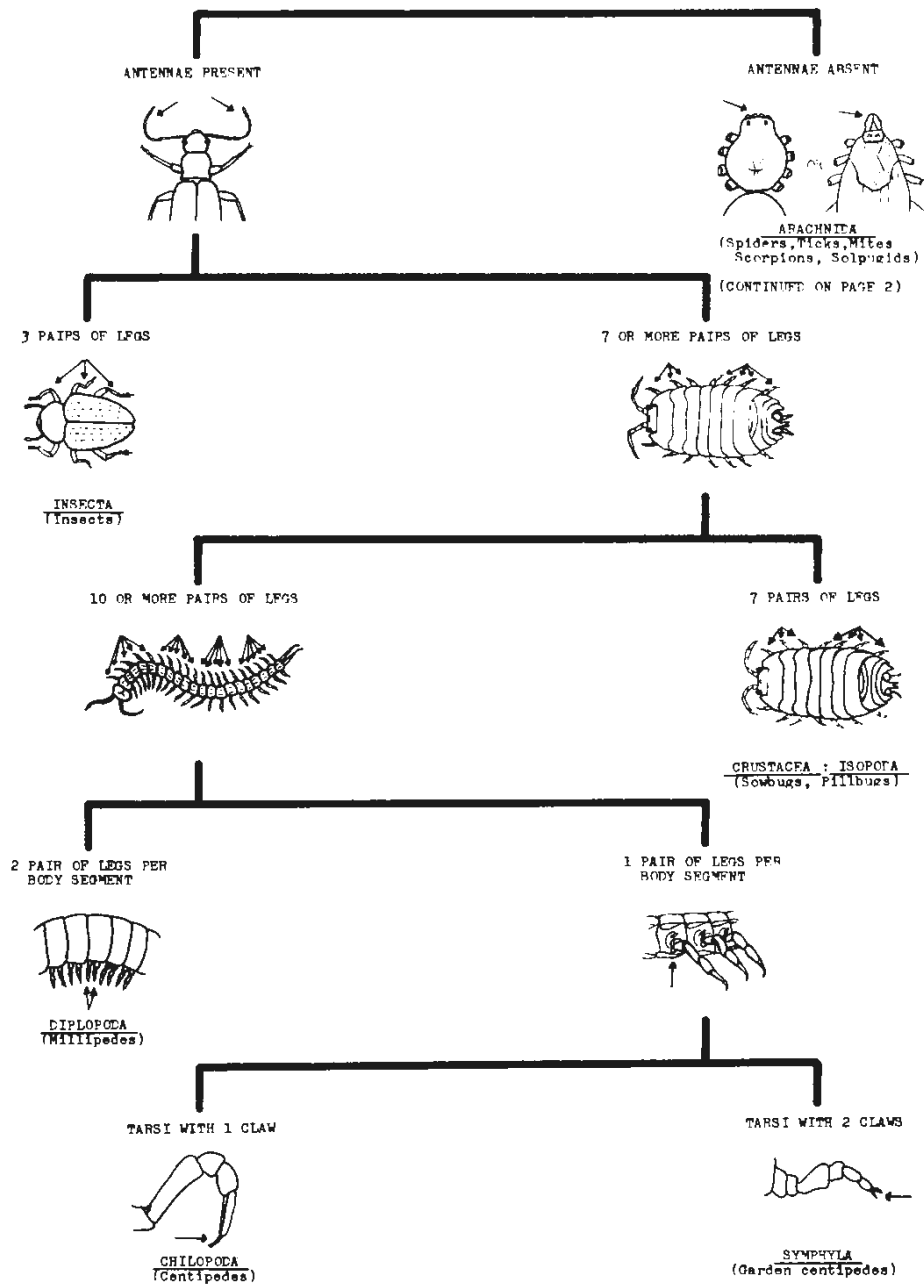 ANTENNAE PRESENT
ANTENNAE ABSENT
OR
ARACHNIDA
(Spiders,Ticks,Mites
Scorpions, Solpugids)
(CONTINUED ON PAGE 2)
3 PAIRS OF LEGS
7 OR MORE PAIRS OF LEGS
INSECTA
(Insects)
10 OR MORE PAIRS OF LEGS
7 PAIRS OF LEGS
CRUSTACEA : ISOPODA
(Sowbugs, Pillbugs)
2 PAIR OF LEGS PER
BODY SEGMENT
1 PAIR OF LEGS PER
BODY SEGMENT
DIPLOPODA
(Millipedes)
TARSI WITH 1 CLAW
TARSI WITH 2 CLAWS
CHILOPODA
(Centipedes)
SYMPHYLA
(Garden centipedes)